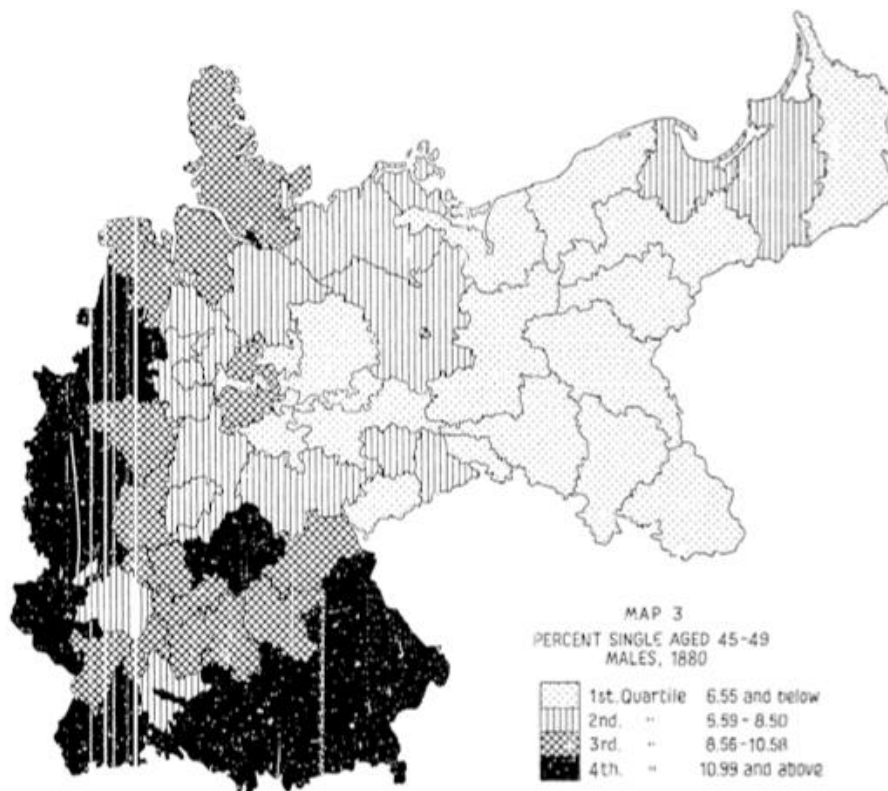 MAP 3
PERCENT SINGLE AGED 45-49
MALES, 1880
1st. Quartile 6.55 and below
2nd. " 6.59 - 8.50
3rd. " 8.56 - 10.58
4th. " 10.99 and above